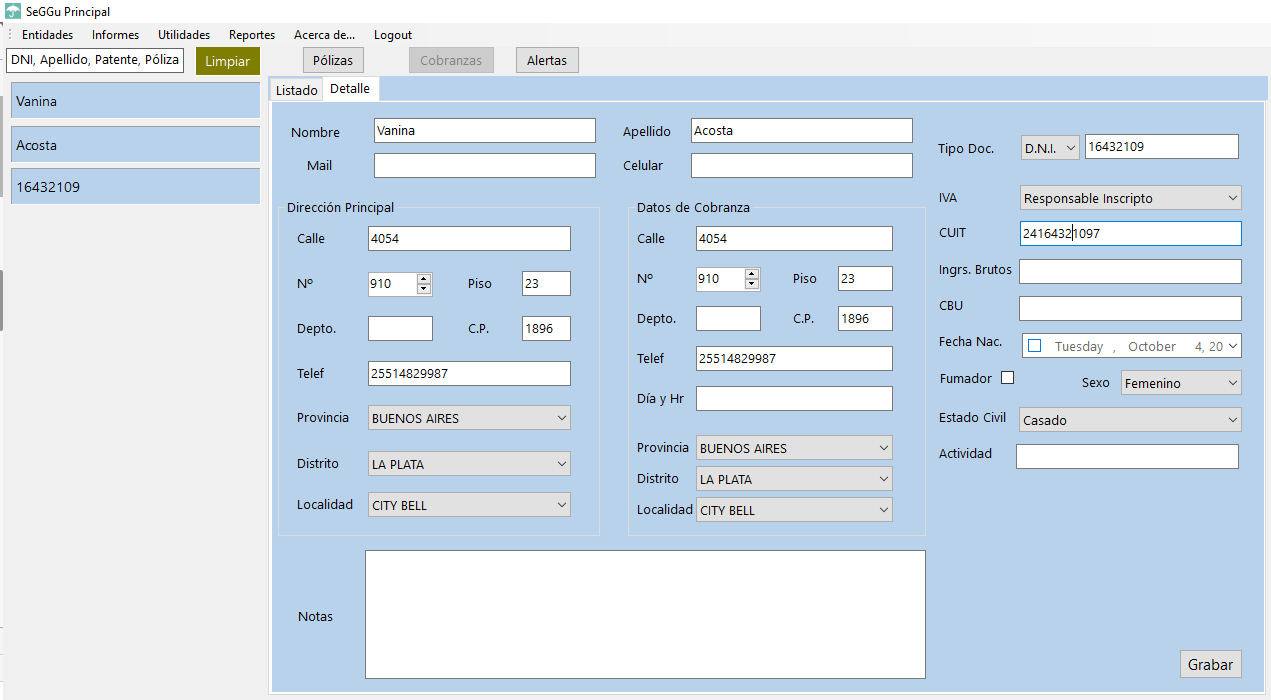 SeGGu Principal
Entidades Informes Utilidades Reportes Acerca de... Logout
DNI, Apellido, Patente, Póliza Limpiar Pólizas Cobranzas Alertas
Vanina
Acosta
16432109
Listado Detalle
Nombre Vanina Apellido Acosta
Mail Celular
Tipo Doc. D.N.I. 16432109
IVA Responsable Inscripto
CUIT 24164321097
Ingrs. Brutos
CBU
Fecha Nac. Tuesday , October 4, 20
Fumador Sexo Femenino
Estado Civil Casado
Actividad
Dirección Principal
Calle 4054
Nº 910 Piso 23
Depto. C.P. 1896
Telef 25514829987
Provincia BUENOS AIRES
Distrito LA PLATA
Localidad CITY BELL
Datos de Cobranza
Calle 4054
Nº 910 Piso 23
Depto. C.P. 1896
Telef 25514829987
Día y Hr
Provincia BUENOS AIRES
Distrito LA PLATA
Localidad CITY BELL
Notas
Grabar